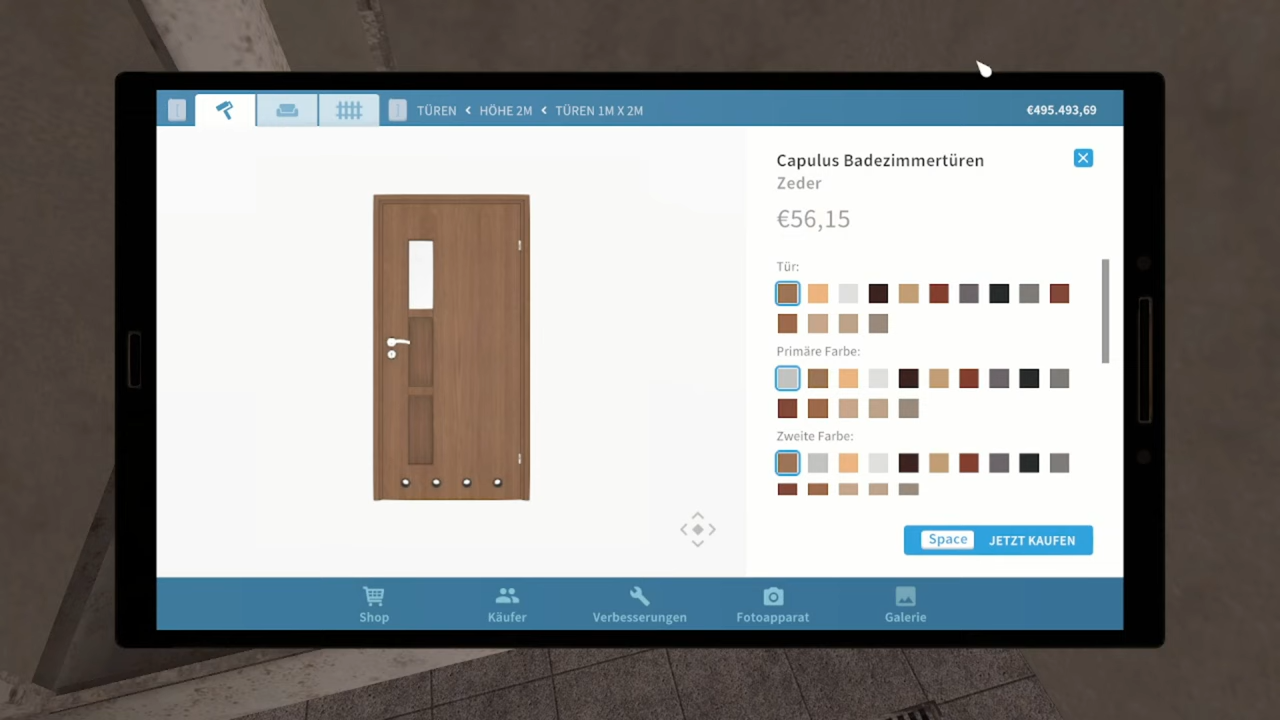 TÜREN < HÖHE 2M < TÜREN 1M X 2M
€495.493,69
Capulus Badezimmertüren
Zeder
€56,15
Tür:
Primäre Farbe:
Zweite Farbe:
Space JETZT KAUFEN
Shop
Käufer
Verbesserungen
Fotoapparat
Galerie